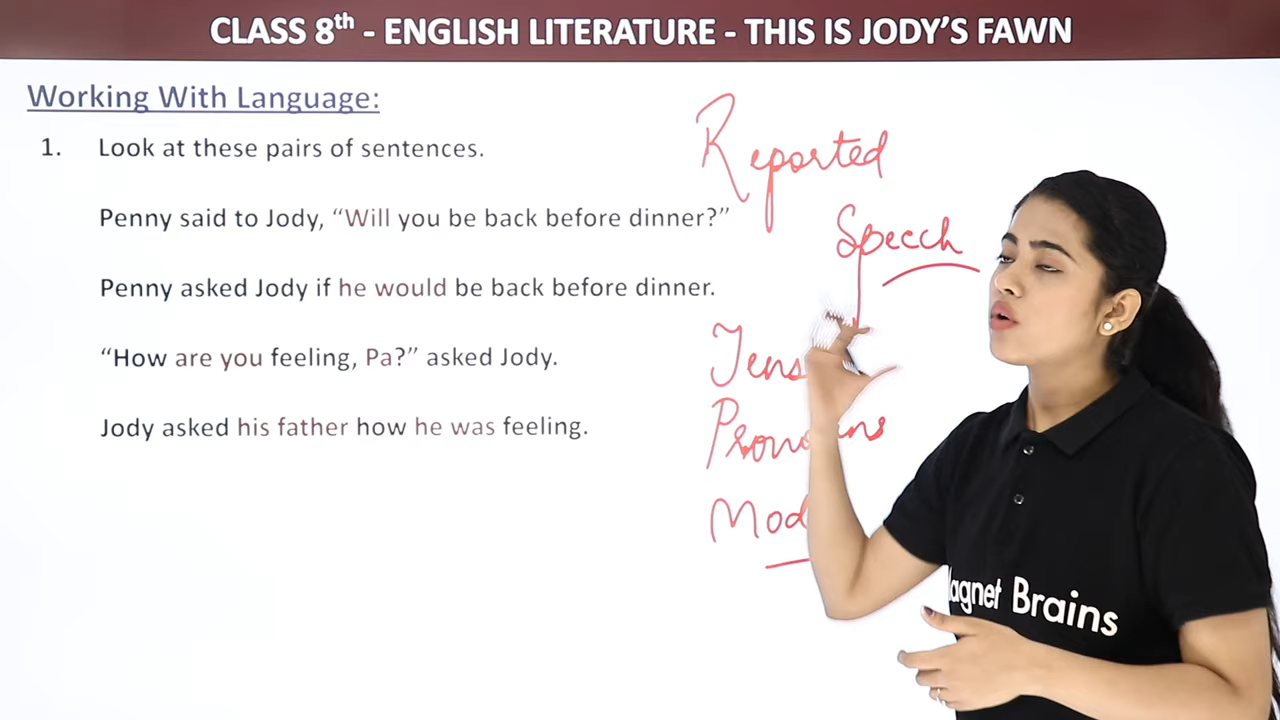 CLASS 8th - ENGLISH LITERATURE - THIS IS JODY'S FAWN
Working With Language:
1. Look at these pairs of sentences.
Penny said to Jody, “Will you be back before dinner?”
Penny asked Jody if he would be back before dinner.
“How are you feeling, Pa?” asked Jody.
Jody asked his father how he was feeling.
Reported
Speech
Pronouns
Brains